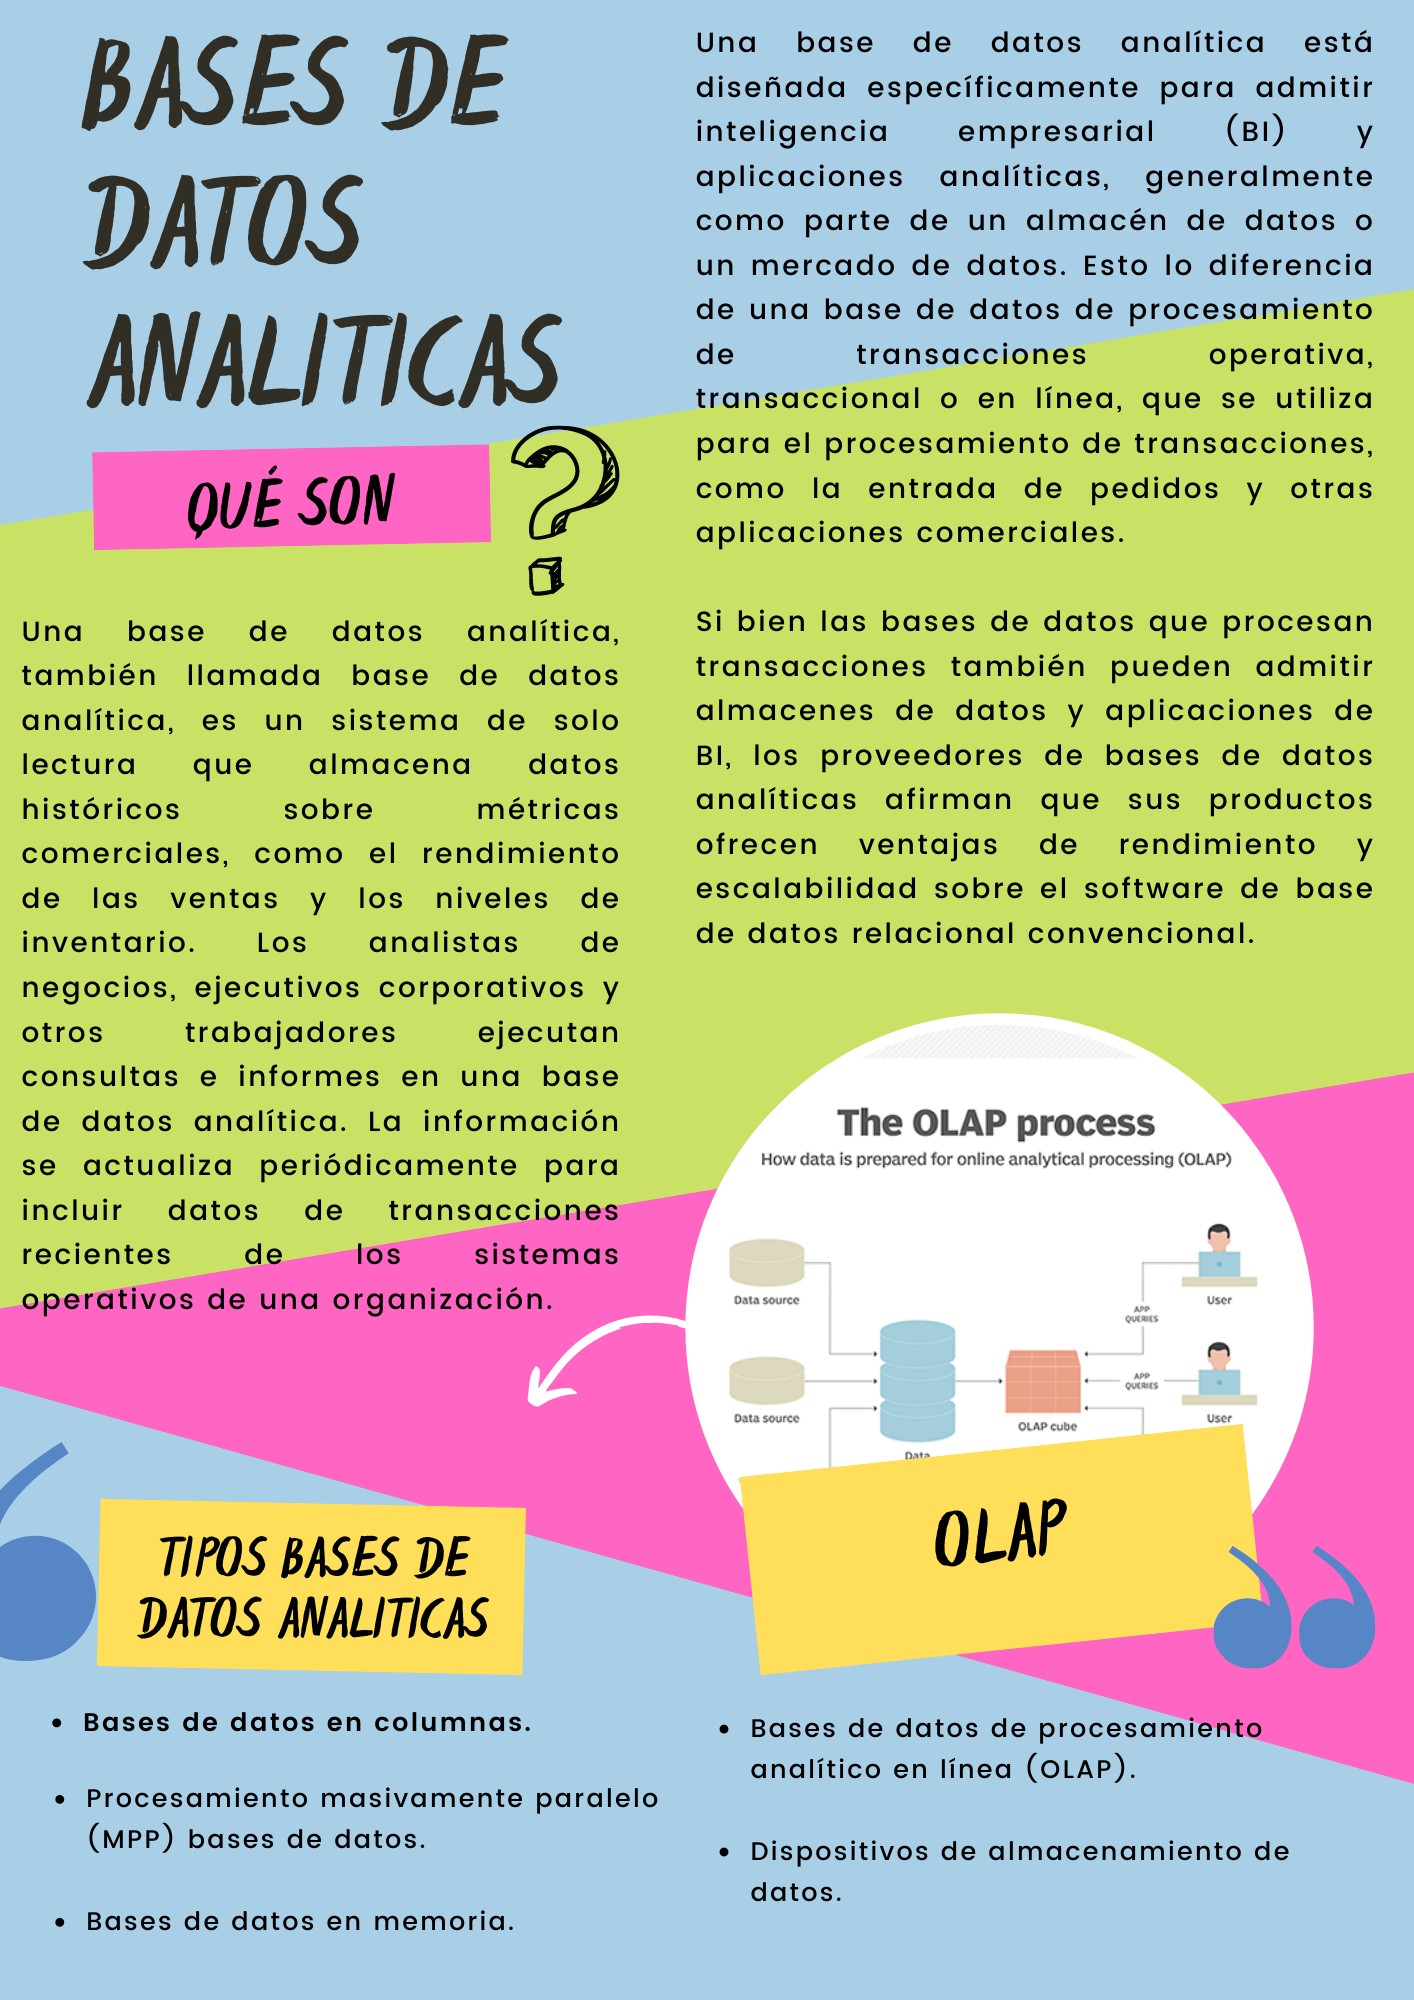 BASES DE
DATOS
ANALITICAS
QUÉ SON
?
Una base de datos analítica,
también llamada base de datos
analítica, es un sistema de solo
lectura que almacena datos
históricos sobre métricas
comerciales, como el rendimiento
de las ventas y los niveles de
inventario. Los analistas de
negocios, ejecutivos corporativos y
otros trabajadores ejecutan
consultas e informes en una base
de datos analítica. La información
se actualiza periódicamente para
incluir datos de transacciones
recientes de los sistemas
operativos de una organización.
Una base de datos analítica está
diseñada específicamente para admitir
inteligencia empresarial (BI) y
aplicaciones analíticas, generalmente
como parte de un almacén de datos o
un mercado de datos. Esto lo diferencia
de una base de datos de procesamiento
de transacciones operativa,
transaccional o en línea, que se utiliza
para el procesamiento de transacciones,
como la entrada de pedidos y otras
aplicaciones comerciales.
Si bien las bases de datos que procesan
transacciones también pueden admitir
almacenes de datos y aplicaciones de
BI, los proveedores de bases de datos
analíticas afirman que sus productos
ofrecen ventajas de rendimiento y
escalabilidad sobre el software de base
de datos relacional convencional.
The OLAP process
How data is prepared for online analytical processing (OLAP)
Data source
User
APP
QUERIES
Data source
APP
QUERIES
User
OLAP cube
Data
OLAP
TIPOS BASES DE
DATOS ANALITICAS
• Bases de datos en columnas.
• Procesamiento masivamente paralelo
(MPP) bases de datos.
• Bases de datos en memoria.
• Bases de datos de procesamiento
analítico en línea (OLAP).
• Dispositivos de almacenamiento de
datos.